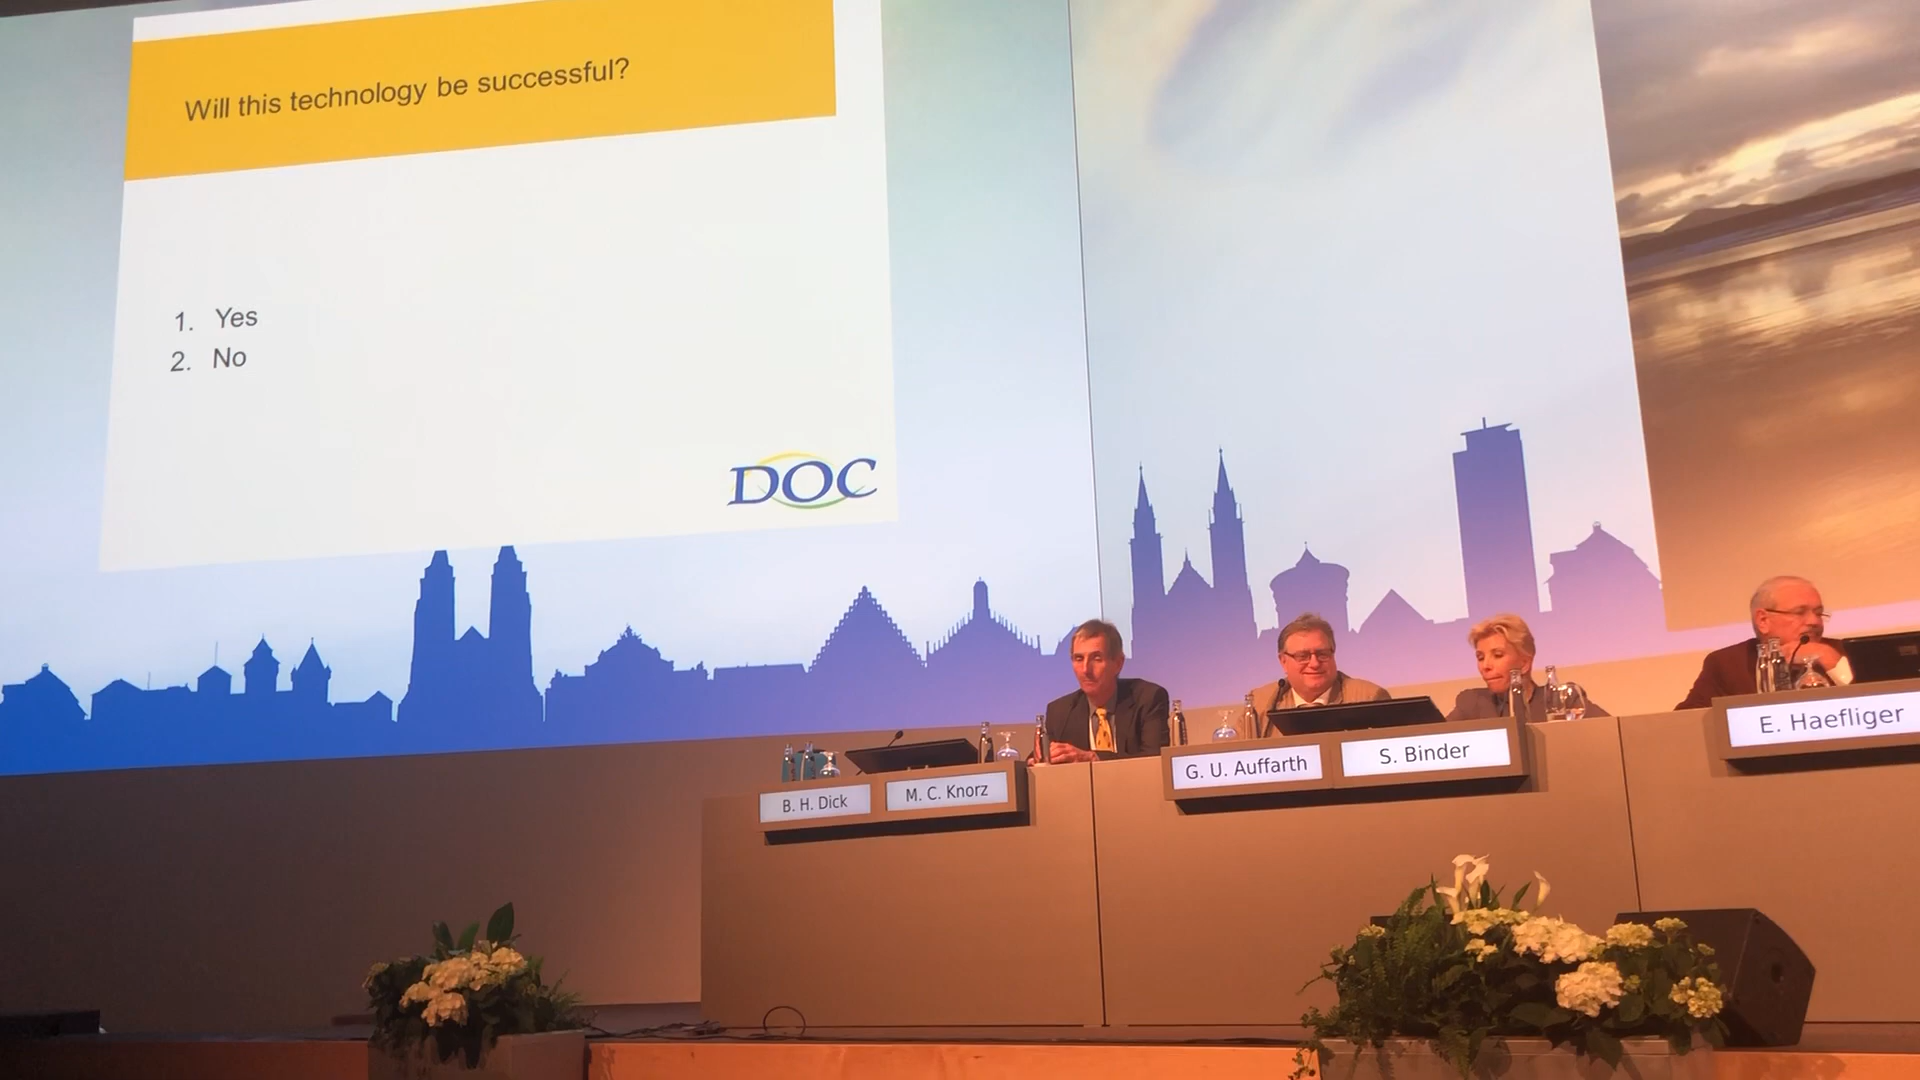 Will this technology be successful?
1. Yes
2. No
DOC
B. H. Dick
M. C. Knorz
G. U. Auffarth
S. Binder
E. Haefliger